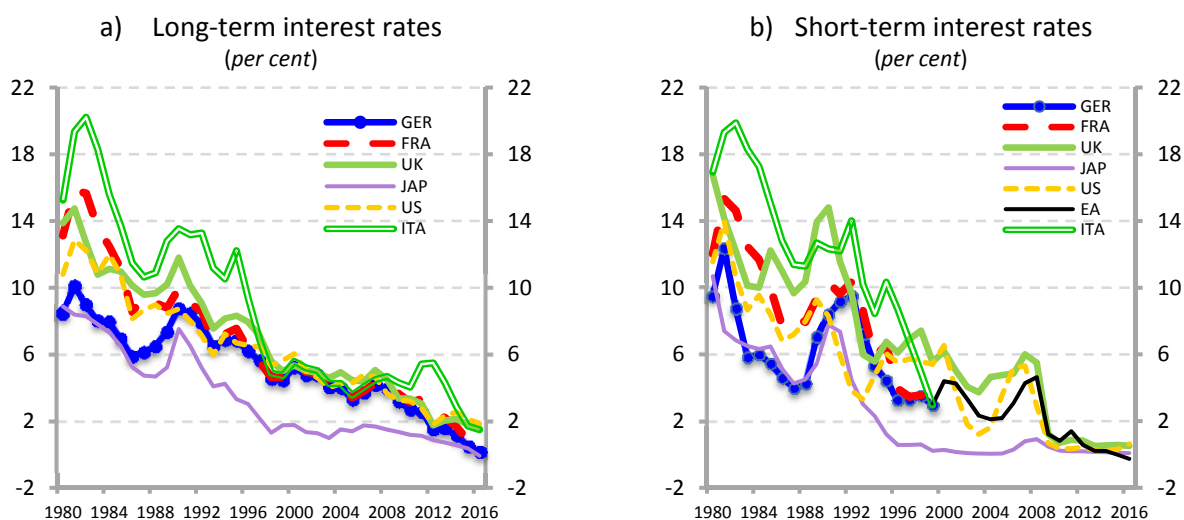 a) Long-term interest rates
(per cent)
22
18
14
10
6
2
-2
22
18
14
10
6
2
-2
GER
FRA
UK
JAP
US
ITA
1980 1984 1988 1992 1996 2000 2004 2008 2012 2016
b) Short-term interest rates
(per cent)
22
18
14
10
6
2
-2
22
18
14
10
6
2
-2
GER
FRA
UK
JAP
US
EA
ITA
1980 1984 1988 1992 1996 2000 2004 2008 2012 2016